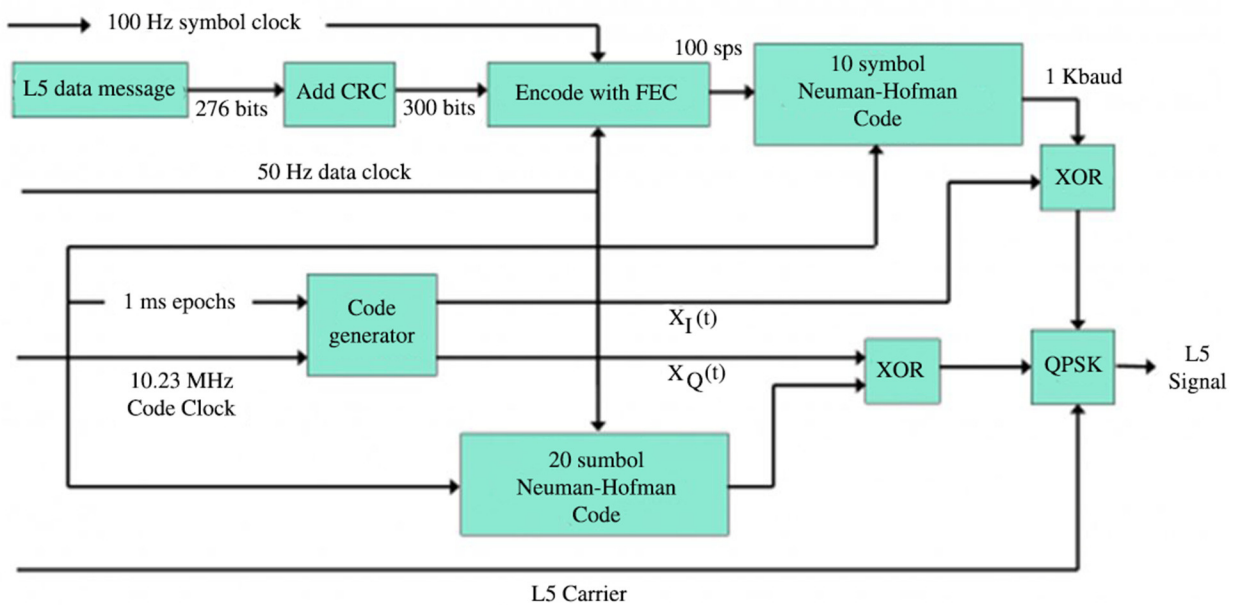 100 Hz symbol clock
100 sps
10 symbol
Neuman-Hofman
Code
1 Kbaud
L5 data message
276 bits
Add CRC
300 bits
Encode with FEC
XOR
50 Hz data clock
1 ms epochs
Code
generator
X_I(t)
X_Q(t)
10.23 MHz
Code Clock
XOR
QPSK
L5
Signal
20 sumbol
Neuman-Hofman
Code
L5 Carrier